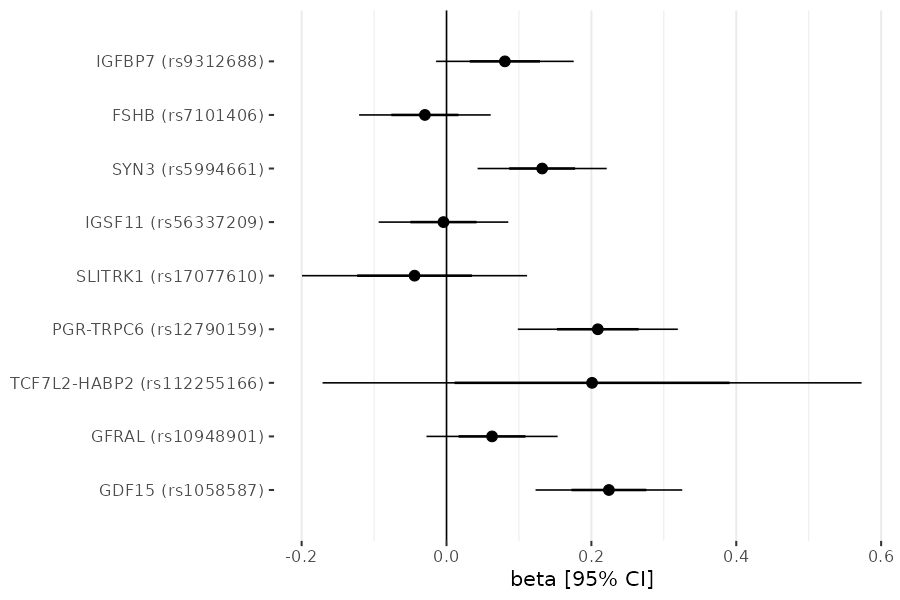 IGFBP7 (rs9312688)
FSHB (rs7101406)
SYN3 (rs5994661)
IGSF11 (rs56337209)
SLITRK1 (rs17077610)
PGR-TRPC6 (rs12790159)
TCF7L2-HABP2 (rs112255166)
GFRAL (rs10948901)
GDF15 (rs1058587)
-0.2 0.0 0.2 0.4 0.6
beta [95% CI]